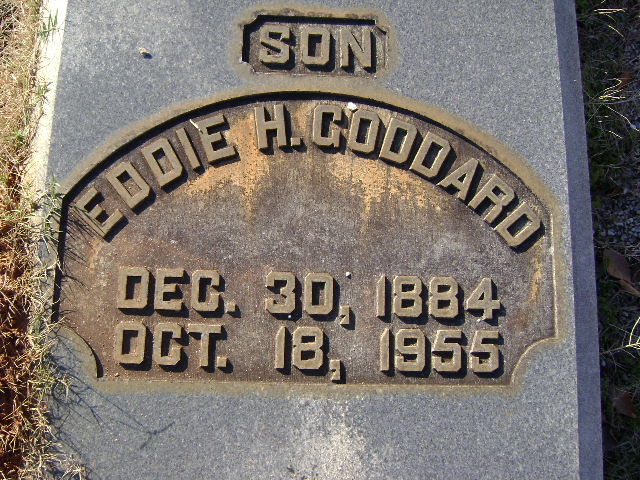 SON
EDDIE H. GODDARD
DEC. 30, 1884
OCT. 18, 1955